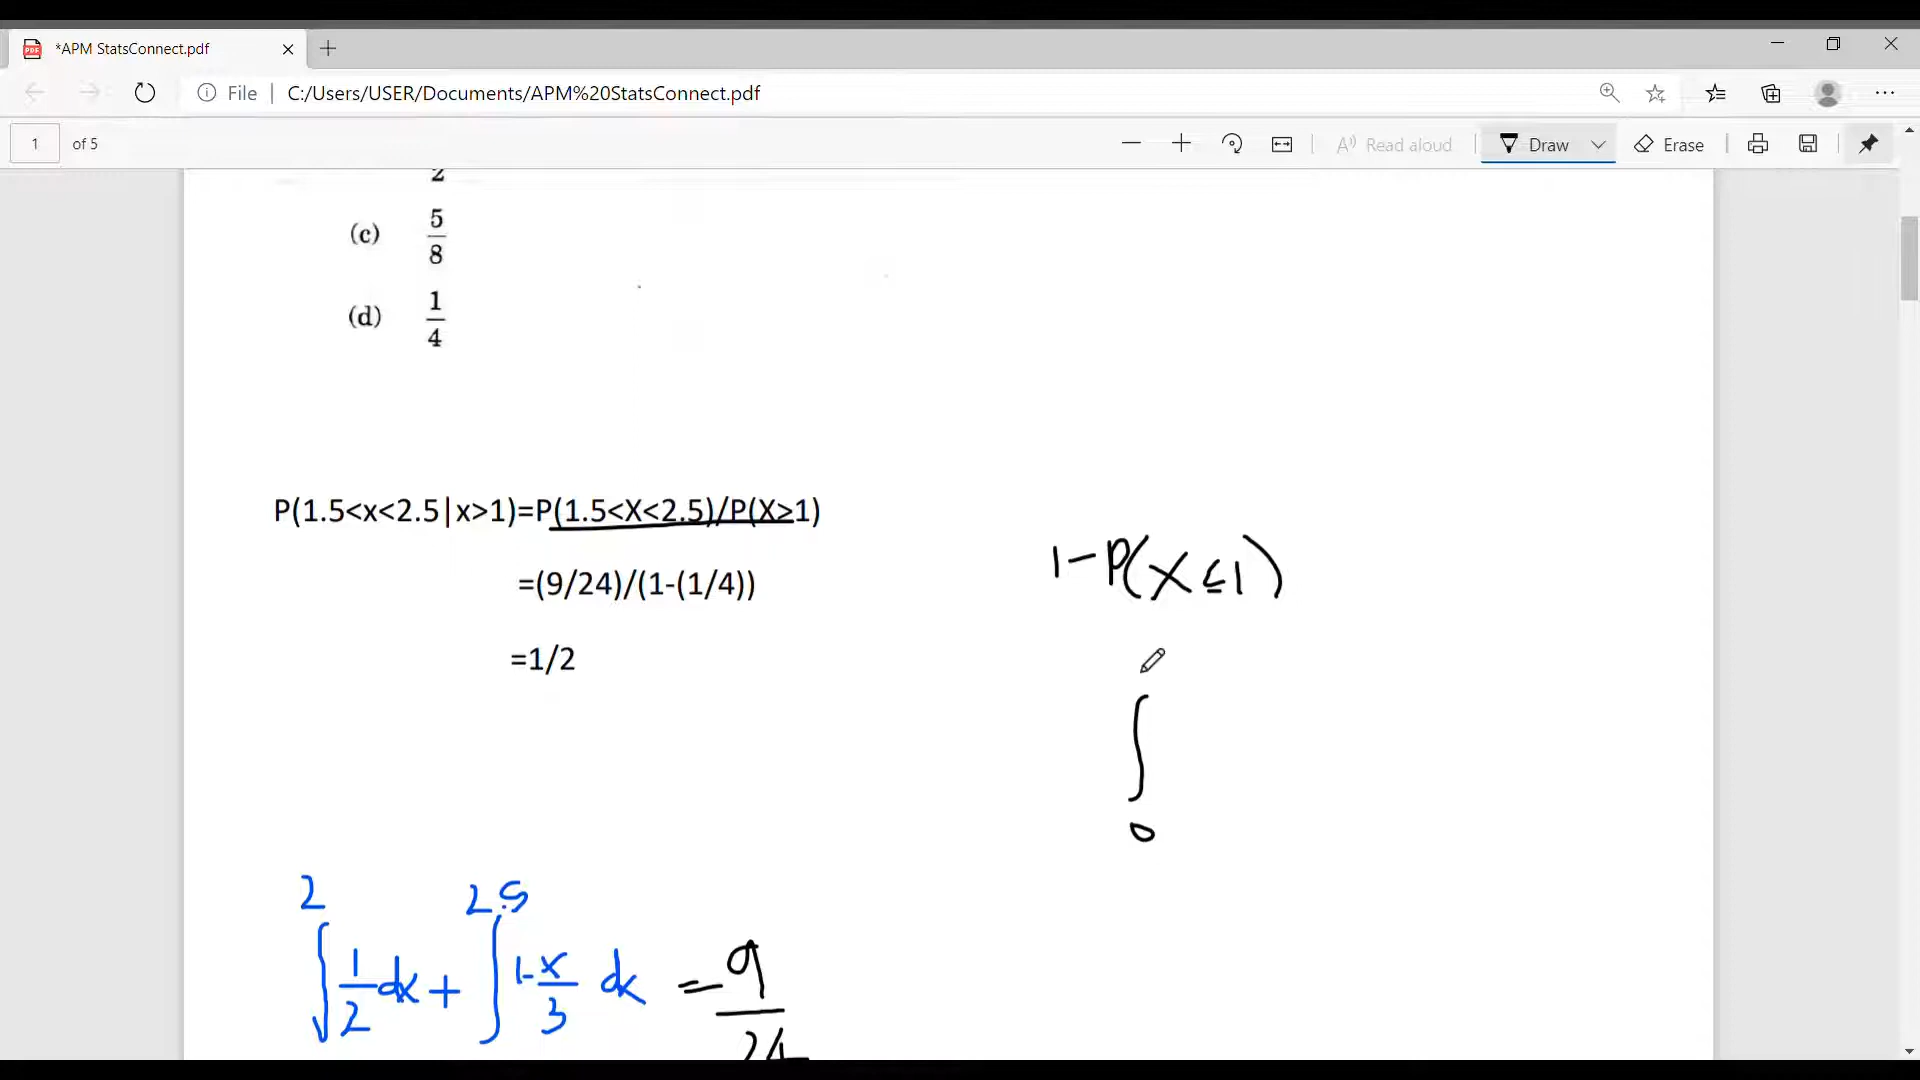 *APM StatsConnect.pdf
File | C:/Users/USER/Documents/APM%20StatsConnect.pdf
1 of 5 Read aloud Draw Erase
2
(c) 5/8
(d) 1/4
P(1.5<x<2.5|x>1)=P(1.5<X<2.5)/P(X≥1)
=(9/24)/(1-(1/4))
=1/2
1-P(X≤1)
∫
0
2 2.5
∫ 1/2 dx + ∫ 1-x/3 dx = 9/24